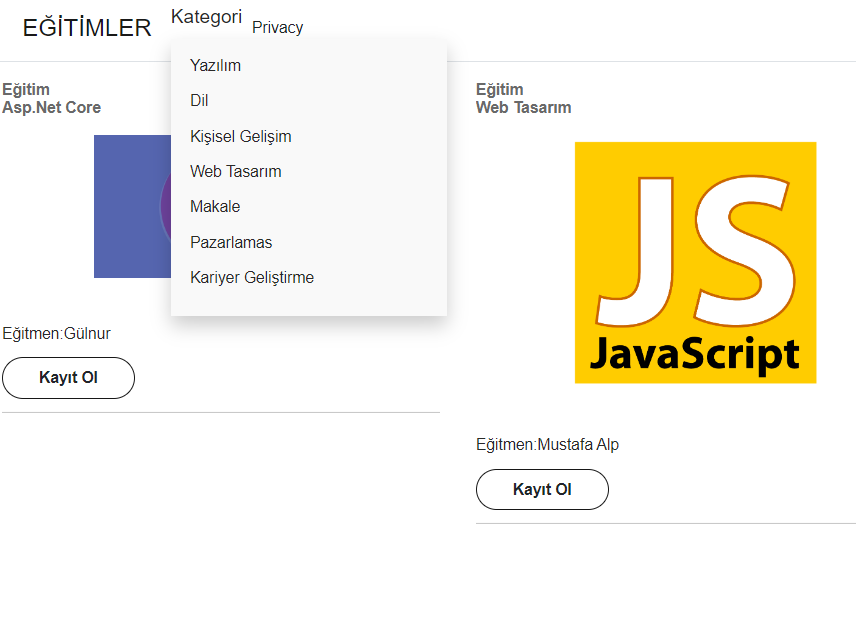 EĞİTİMLER Kategori Privacy
Yazılım
Dil
Kişisel Gelişim
Web Tasarım
Makale
Pazarlamas
Kariyer Geliştirme
Eğitim
Asp.Net Core
Eğitmen:Gülnur
Kayıt Ol
Eğitim
Web Tasarım
JS
JavaScript
Eğitmen:Mustafa Alp
Kayıt Ol